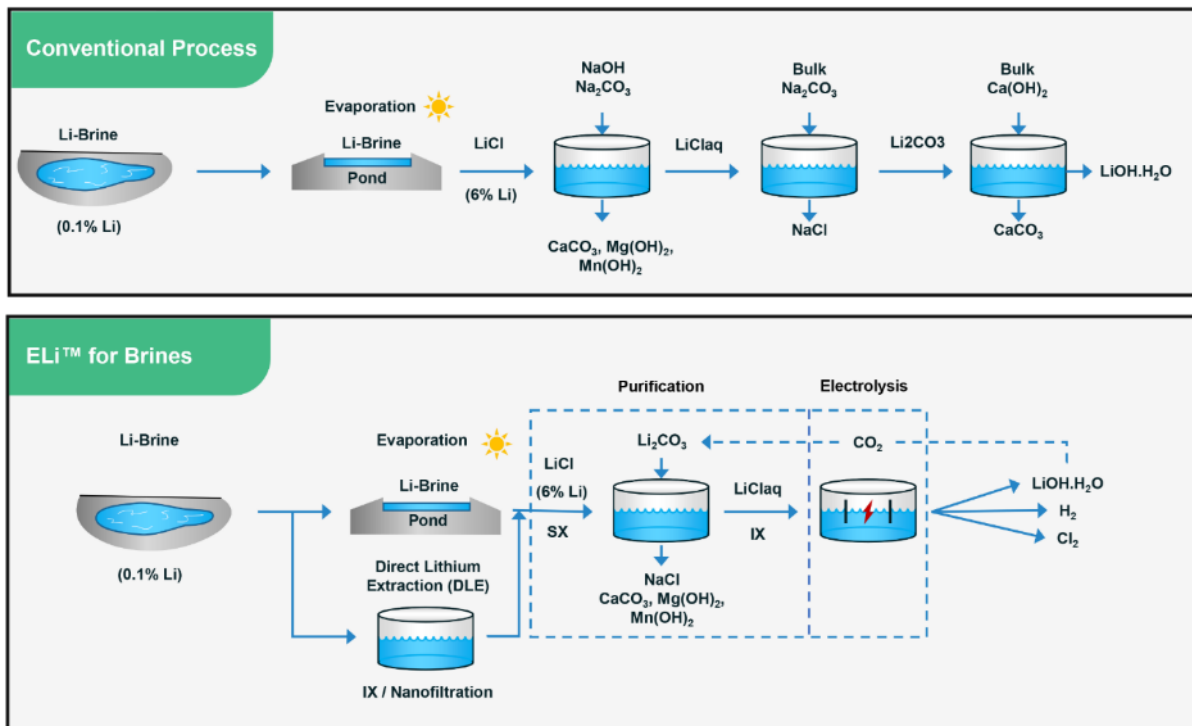 Conventional Process
Li-Brine
(0.1% Li)
Evaporation
Li-Brine
Pond
LiCl
(6% Li)
NaOH
Na₂CO₃
CaCO₃, Mg(OH)₂,
Mn(OH)₂
LiClaq
Bulk
Na₂CO₃
NaCl
Li2CO3
Bulk
Ca(OH)₂
CaCO₃
LiOH.H₂O
ELi™ for Brines
Li-Brine
(0.1% Li)
Evaporation
Li-Brine
Pond
Direct Lithium
Extraction (DLE)
IX / Nanofiltration
LiCl
(6% Li)
SX
Purification
Li₂CO₃
NaCl
CaCO₃, Mg(OH)₂,
Mn(OH)₂
LiClaq
IX
Electrolysis
CO₂
LiOH.H₂O
H₂
Cl₂